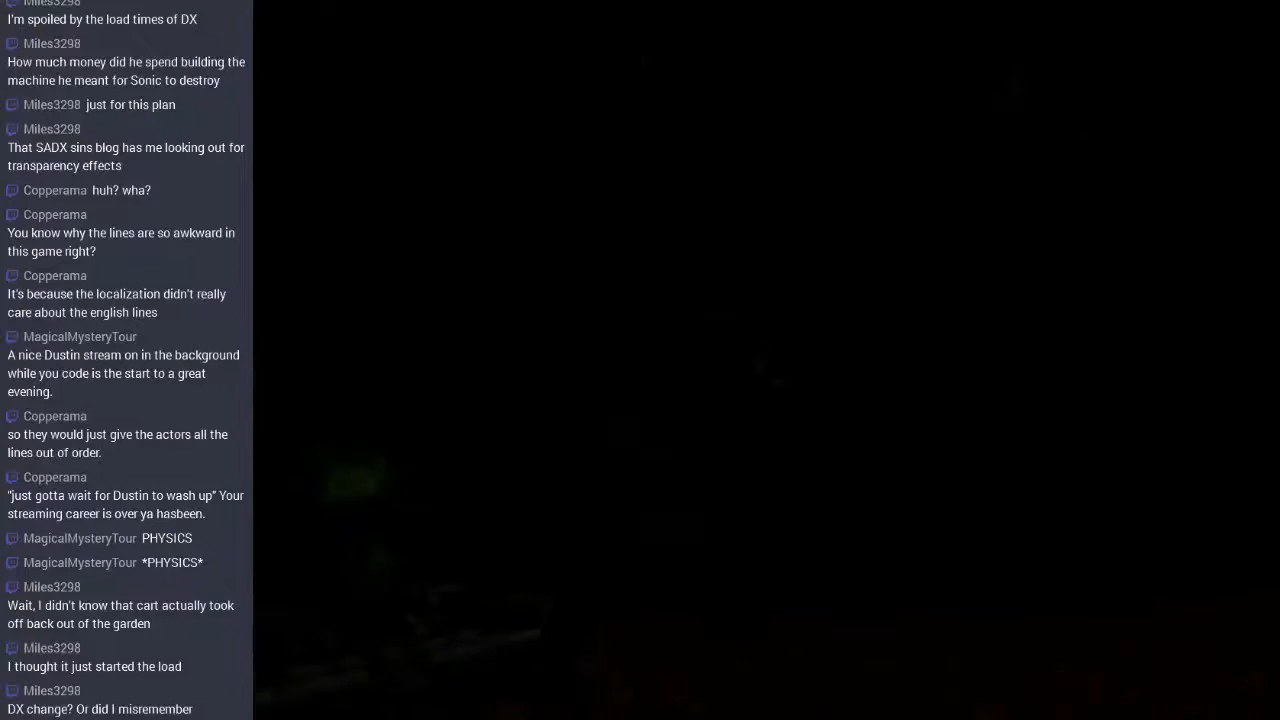 Miles3298
I'm spoiled by the load times of DX
Miles3298
How much money did he spend building the
machine he meant for Sonic to destroy
Miles3298 just for this plan
Miles3298
That SADX sins blog has me looking out for
transparency effects
Copperama huh? wha?
Copperama
You know why the lines are so awkward in
this game right?
Copperama
It's because the localization didn't really
care about the english lines
MagicalMysteryTour
A nice Dustin stream on in the background
while you code is the start to a great
evening.
Copperama
so they would just give the actors all the
lines out of order.
Copperama
"just gotta wait for Dustin to wash up" Your
streaming career is over ya hasbeen.
MagicalMysteryTour PHYSICS
MagicalMysteryTour *PHYSICS*
Miles3298
Wait, I didn't know that cart actually took
off back out of the garden
Miles3298
I thought it just started the load
Miles3298
DX change? Or did I misremember